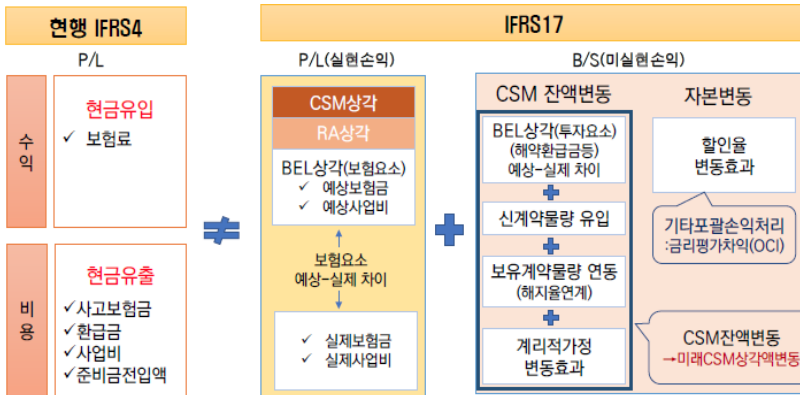 현행 IFRS4
P/L
수익
현금유입
✓ 보험료
비용
현금유출
✓사고보험금
✓환급금
✓사업비
✓준비금전입액
≠
IFRS17
P/L(실현손익)
CSM상각
RA상각
BEL상각(보험요소)
✓ 예상보험금
✓ 예상사업비
보험요소
예상-실제 차이
✓ 실제보험금
✓ 실제사업비
+
B/S(미실현손익)
CSM 잔액변동
BEL상각(투자요소)
(해약환급금등)
예상-실제 차이
+
신계약물량 유입
+
보유계약물량 연동
(해지율연계)
+
계리적가정
변동효과
자본변동
할인율
변동효과
기타포괄손익처리
:금리평가차익(OCI)
CSM잔액변동
→미래CSM상각액변동